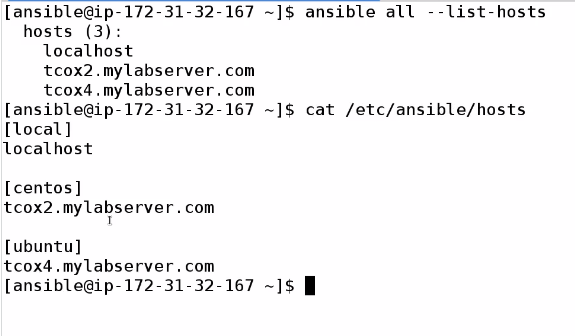 [ansible@ip-172-31-32-167 ~]$ ansible all --list-hosts
  hosts (3):
    localhost
    tcox2.mylabserver.com
    tcox4.mylabserver.com
[ansible@ip-172-31-32-167 ~]$ cat /etc/ansible/hosts
[local]
localhost

[centos]
tcox2.mylabserver.com

[ubuntu]
tcox4.mylabserver.com
[ansible@ip-172-31-32-167 ~]$